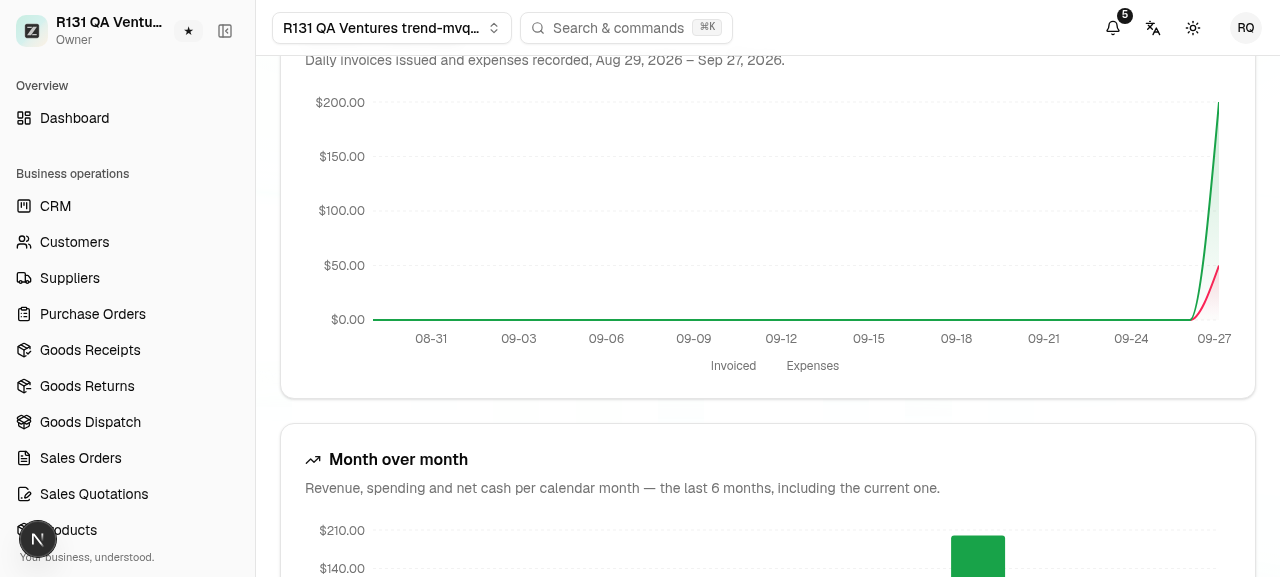 R131 QA Ventu...
Owner
★
R131 QA Ventures trend-mvq...
Search & commands
⌘K
5
RQ
Overview
Dashboard
Business operations
CRM
Customers
Suppliers
Purchase Orders
Goods Receipts
Goods Returns
Goods Dispatch
Sales Orders
Sales Quotations
oducts
N
Your business, understood.
Daily invoices issued and expenses recorded, Aug 29, 2026 – Sep 27, 2026.
$200.00
$150.00
$100.00
$50.00
$0.00
08-31 09-03 09-06 09-09 09-12 09-15 09-18 09-21 09-24 09-27
Invoiced Expenses
Month over month
Revenue, spending and net cash per calendar month — the last 6 months, including the current one.
$210.00
$140.00